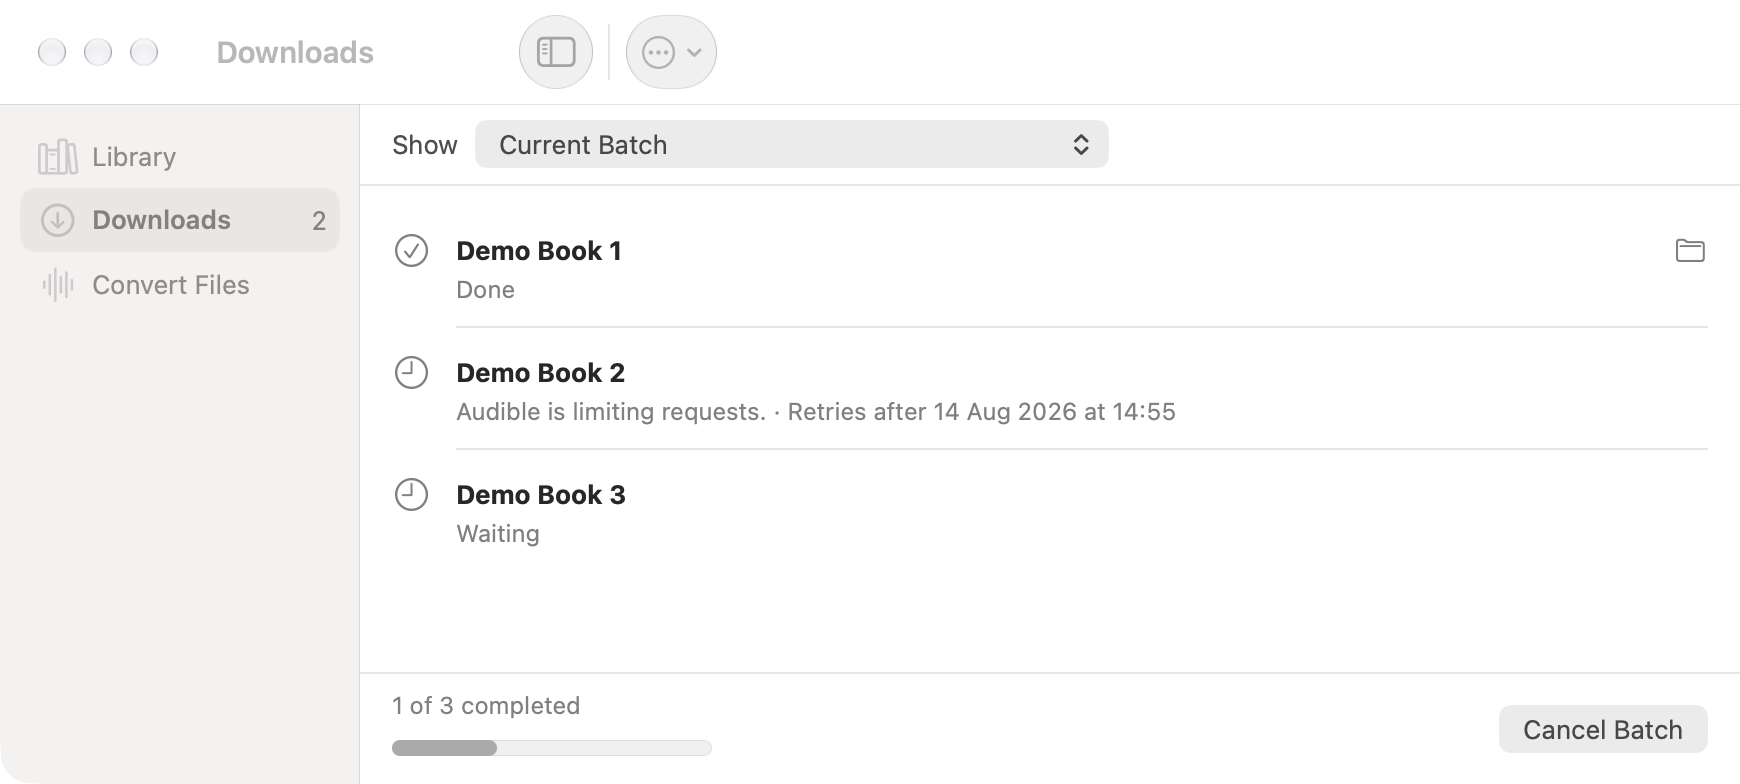 Downloads
Library
Downloads 2
Convert Files
Show Current Batch
Demo Book 1
Done
Demo Book 2
Audible is limiting requests. · Retries after 14 Aug 2026 at 14:55
Demo Book 3
Waiting
1 of 3 completed
Cancel Batch